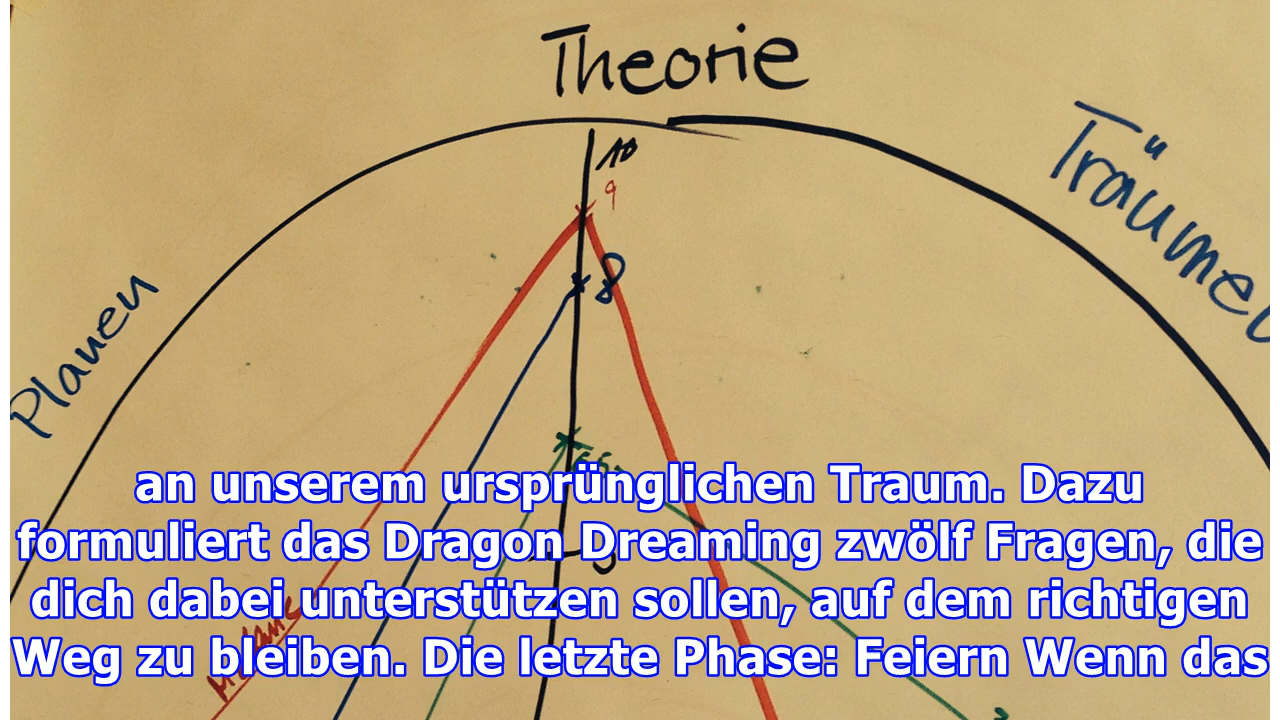 Theorie
Träumen
10
9
8
Planen
5
an unserem ursprünglichen Traum. Dazu
formuliert das Dragon Dreaming zwölf Fragen, die
dich dabei unterstützen sollen, auf dem richtigen
Weg zu bleiben. Die letzte Phase: Feiern Wenn das